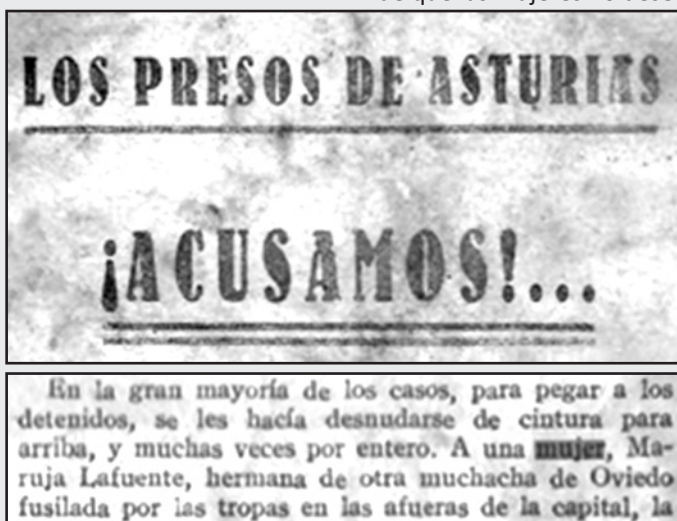 LOS PRESOS DE ASTURIAS
¡ACUSAMOS!...
En la gran mayoría de los casos, para pegar a los
detenidos, se les hacía desnudarse de cintura para
arriba, y muchas veces por entero. A una mujer, Ma-
ruja Lafuente, hermana de otra muchacha de Oviedo
fusilada por las tropas en las afueras de la capital, la